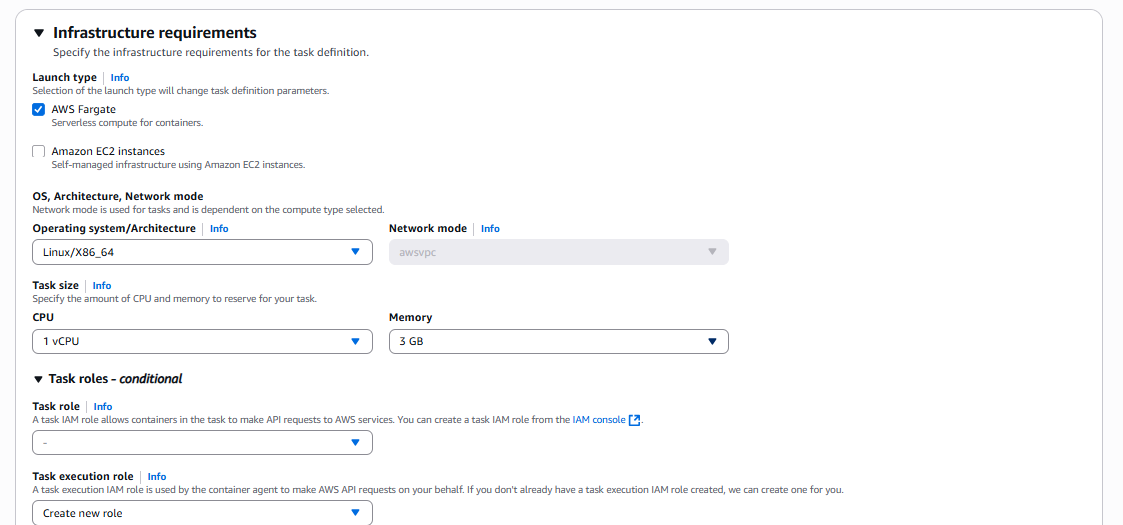 Infrastructure requirements
Specify the infrastructure requirements for the task definition.
Launch type | Info
Selection of the launch type will change task definition parameters.
AWS Fargate
Serverless compute for containers.
Amazon EC2 instances
Self-managed infrastructure using Amazon EC2 instances.
OS, Architecture, Network mode
Network mode is used for tasks and is dependent on the compute type selected.
Operating system/Architecture | Info
Network mode | Info
Linux/X86_64
awsvpc
Task size | Info
Specify the amount of CPU and memory to reserve for your task.
CPU
Memory
1 vCPU
3 GB
Task roles - conditional
Task role | Info
A task IAM role allows containers in the task to make API requests to AWS services. You can create a task IAM role from the IAM console.
-
Task execution role | Info
A task execution IAM role is used by the container agent to make AWS API requests on your behalf. If you don't already have a task execution IAM role created, we can create one for you.
Create new role